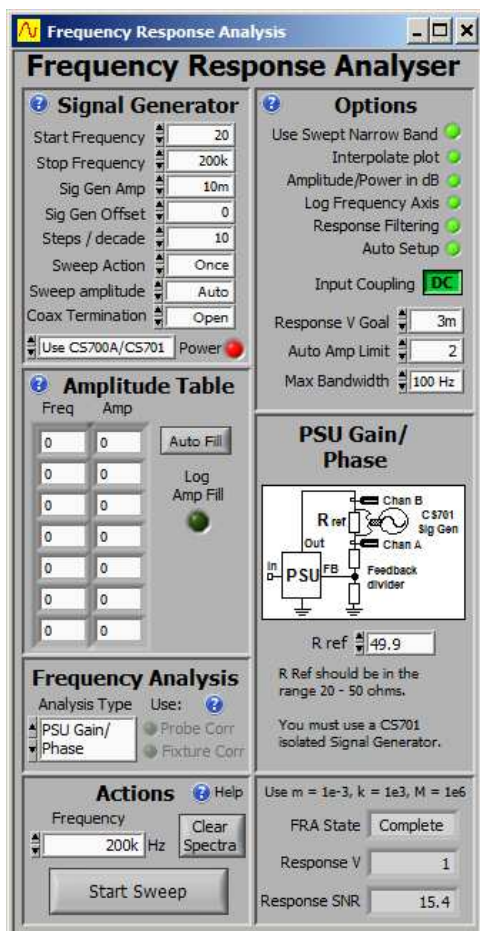 Frequency Response Analysis
Frequency Response Analyser
Signal Generator
Start Frequency 20
Stop Frequency 200k
Sig Gen Amp 10m
Sig Gen Offset 0
Steps / decade 10
Sweep Action Once
Sweep amplitude Auto
Coax Termination Open
Use CS700A/CS701 Power
Options
Use Swept Narrow Band
Interpolate plot
Amplitude/Power in dB
Log Frequency Axis
Response Filtering
Auto Setup
Input Coupling DC
Response V Goal 3m
Auto Amp Limit 2
Max Bandwidth 100 Hz
Amplitude Table
Freq Amp
0 0
0 0
0 0
0 0
0 0
0 0
0 0
Auto Fill
Log
Amp Fill
PSU Gain/
Phase
Chan B
R ref
CS701
Sig Gen
Out
Chan A
In
PSU
FB
Feedback
divider
R ref 49.9
R Ref should be in the
range 20 - 50 ohms.
You must use a CS701
isolated Signal Generator.
Frequency Analysis
Analysis Type Use: ?
PSU Gain/
Phase
Probe Corr
Fixture Corr
Actions ? Help
Frequency
200k Hz
Clear
Spectra
Start Sweep
Use m = 1e-3, k = 1e3, M = 1e6
FRA State Complete
Response V 1
Response SNR 15.4